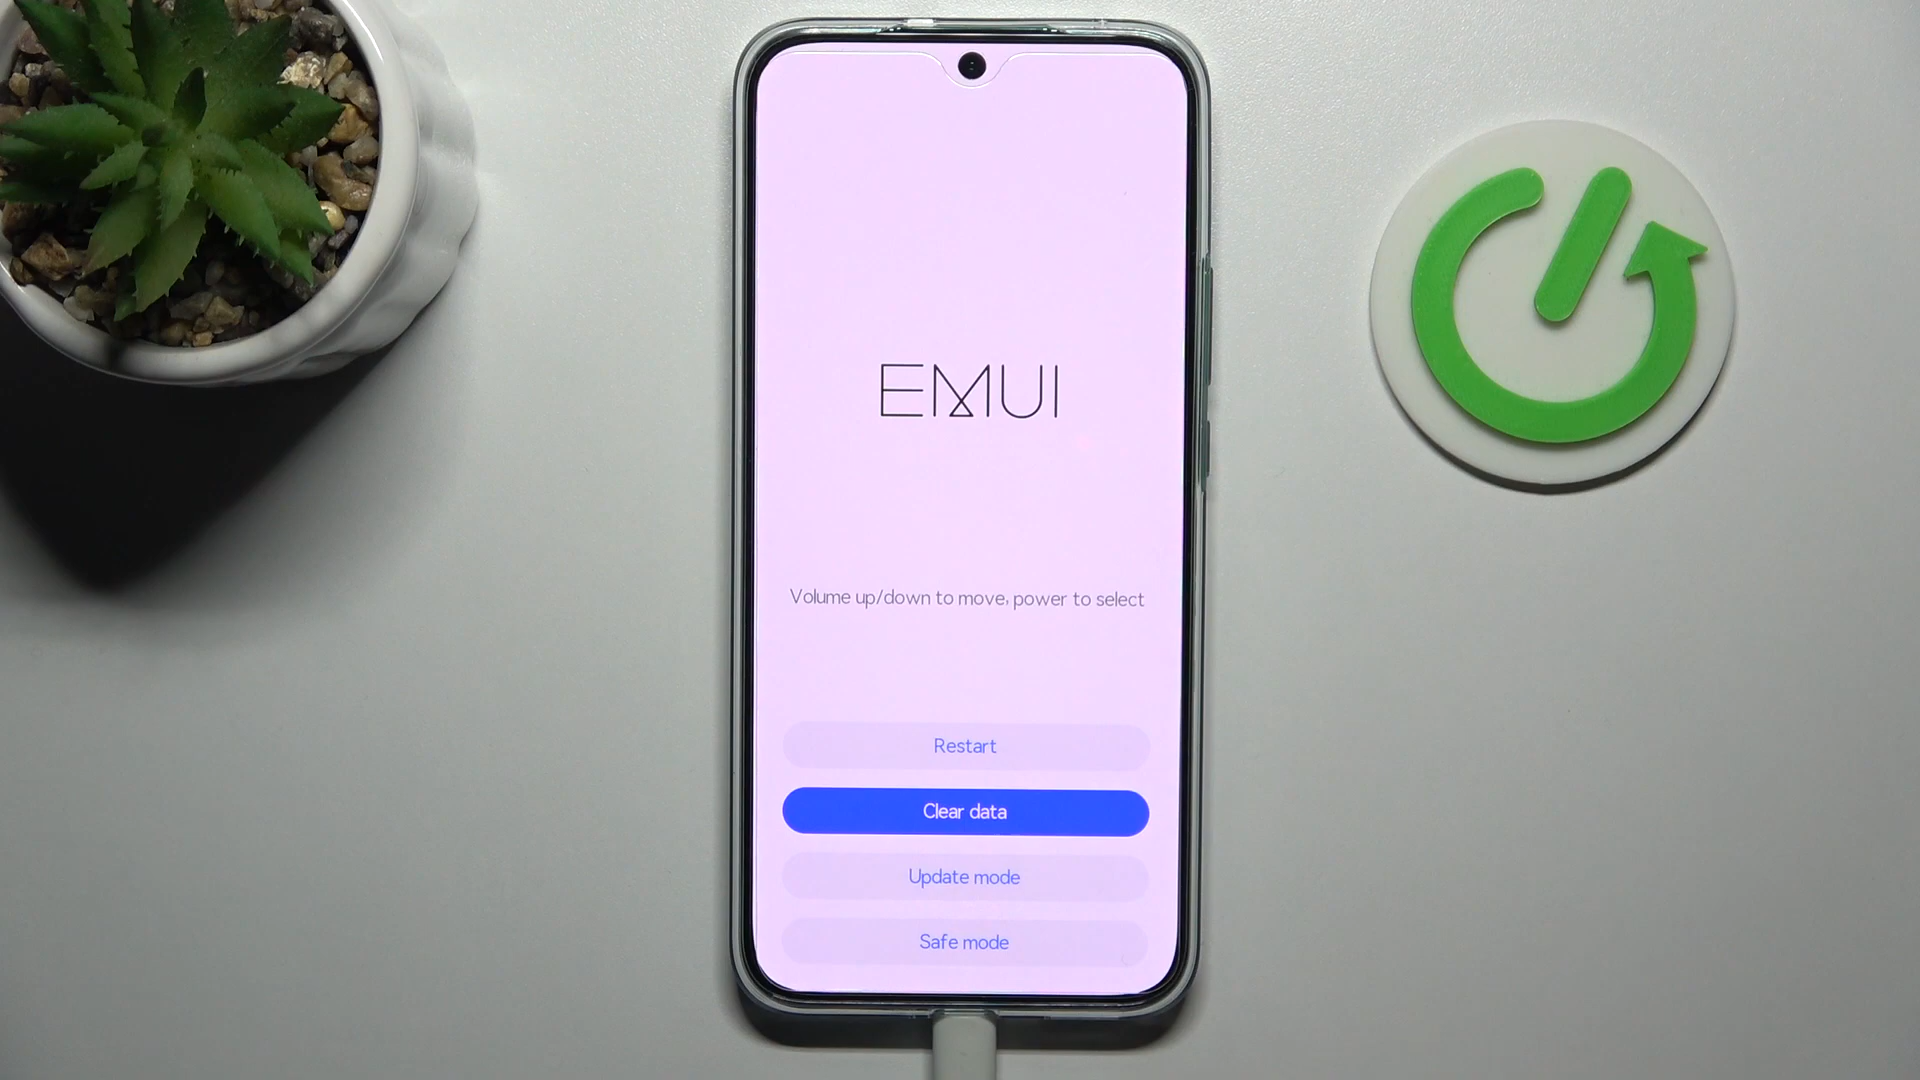 EMUI
Volume up/down to move, power to select
Restart
Clear data
Update mode
Safe mode